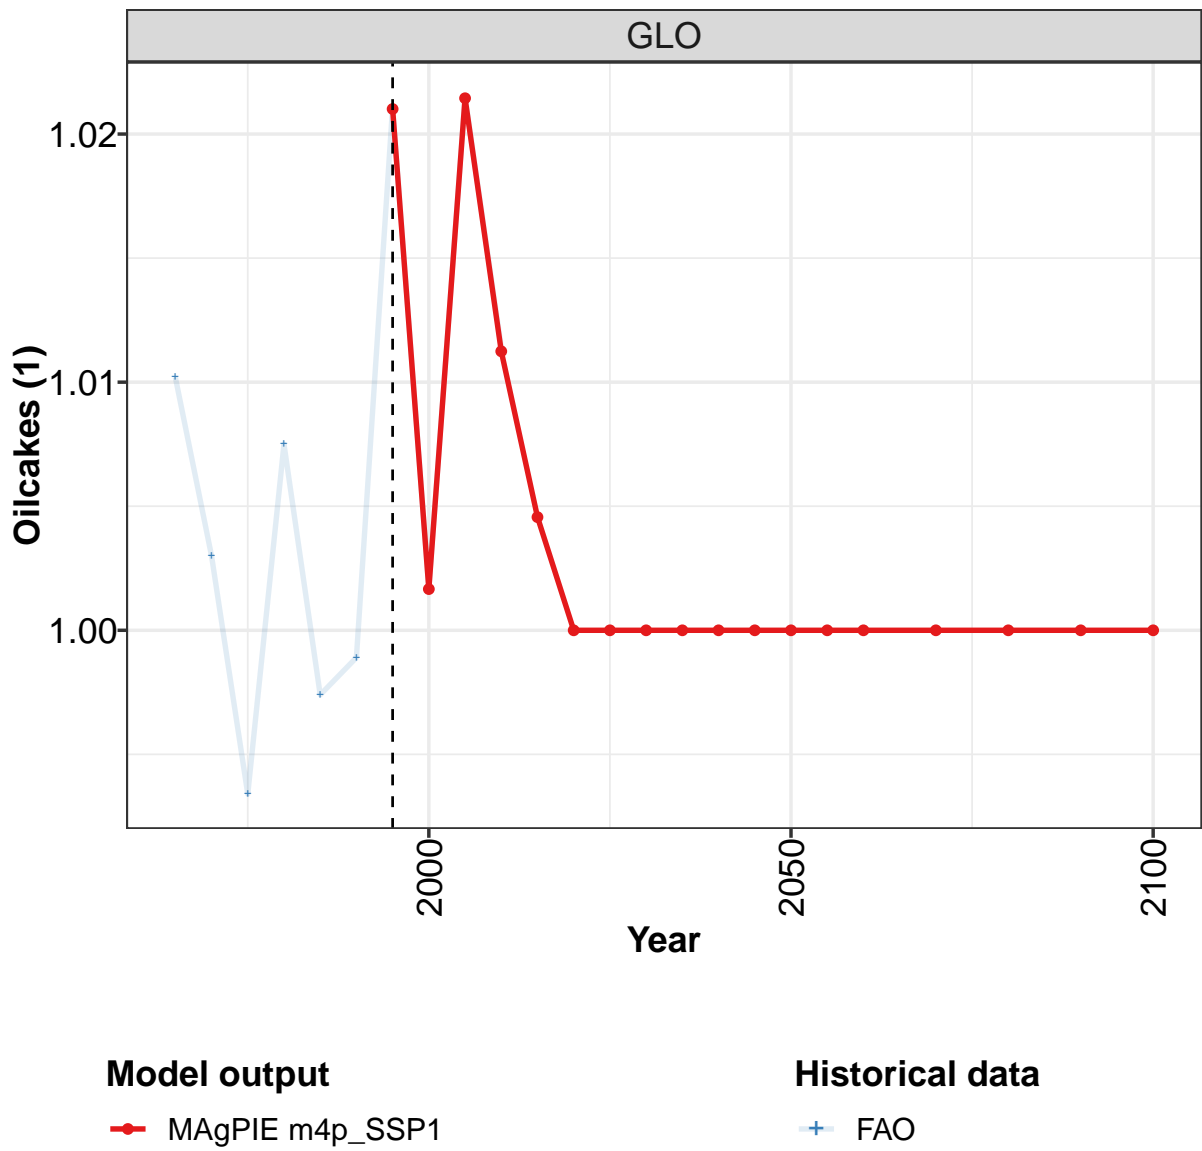 GLO
1.02
1.01
1.00
Oilcakes (1)
2000
2050
2100
Year
Model output
Historical data
MAgPIE m4p_SSP1
FAO